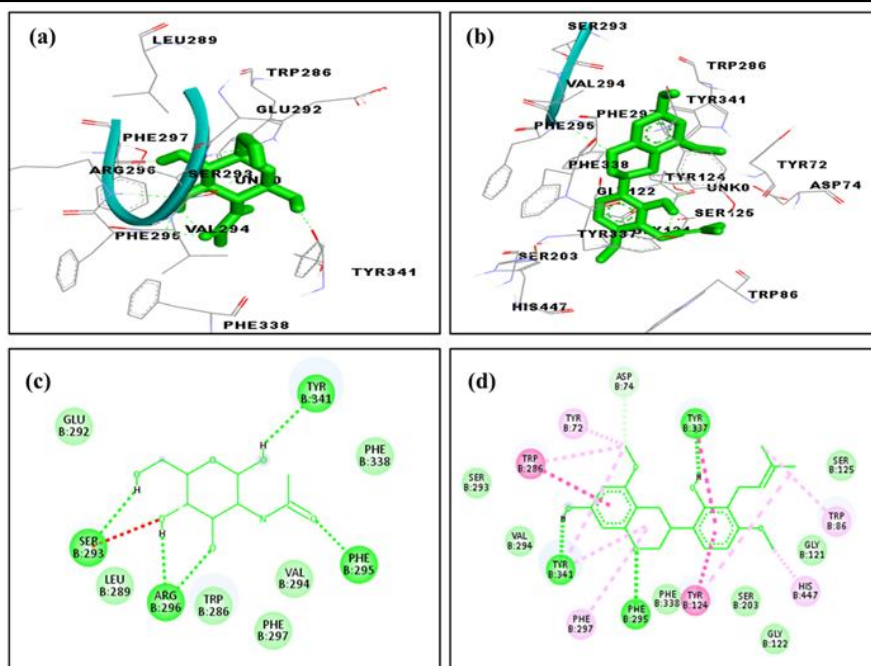 (a)
LEU289
TRP286
GLU292
PHE297
ARG296
SER293
UNK0
VAL294
PHE295
TYR341
PHE338
(b)
SER293
TRP286
VAL294
TYR341
PHE297
PHE295
PHE338
TYR72
TYR124
GLY122
UNK0
ASP74
SER125
TYR337
SER203
TRP86
HIS447
(c)
TYR
B:341
GLU
B:292
PHE
B:338
H
O
O
O
H
H
O
N
O
SER
B:293
H
O
PHE
B:295
LEU
B:289
ARG
B:296
TRP
B:286
VAL
B:294
PHE
B:297
(d)
ASP
B:74
TYR
B:72
TYR
B:337
TRP
B:286
SER
B:125
SER
B:293
H
TRP
B:86
VAL
B:294
H
GLY
B:121
TYR
B:341
HIS
B:447
PHE
B:297
PHE
B:295
PHE
B:338
TYR
B:124
SER
B:203
GLY
B:122